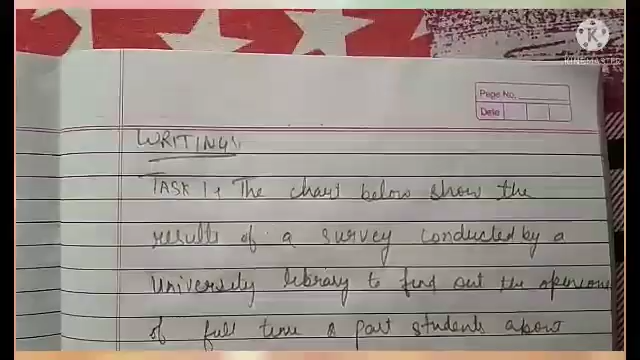 KINEMASTER
Page No.
Date
WRITING'S
TASK 1, The chart below show the
results of a survey conducted by a
University library to find out the opinions
of full time & part students about